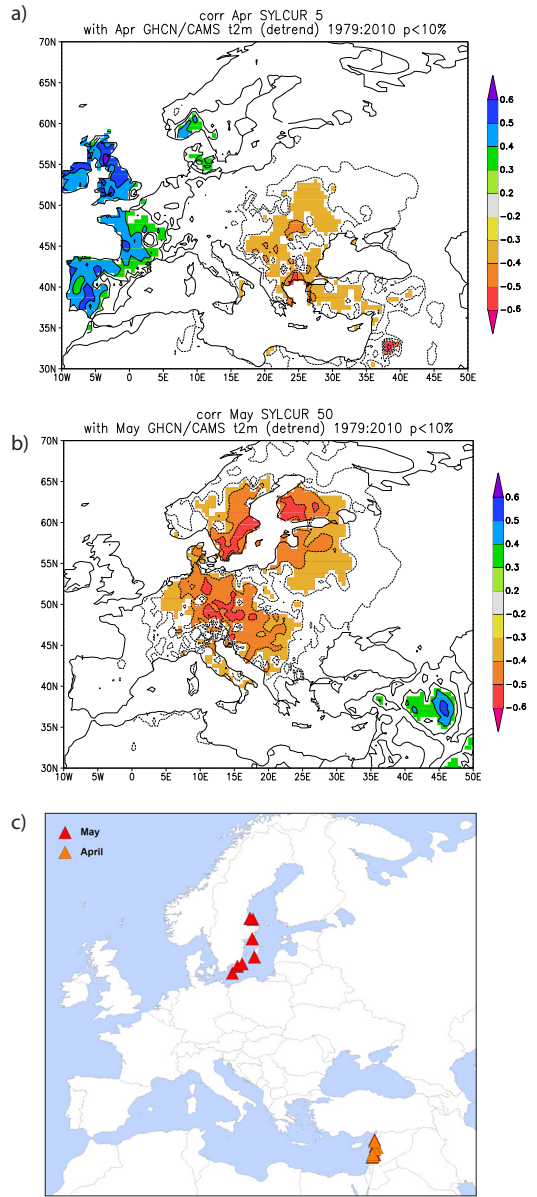 a)
corr Apr SYLCUR 5
with Apr GHCN/CAMS t2m (detrend) 1979:2010 p<10%
70N
65N
60N
55N
50N
45N
40N
35N
30N
10W 5W 0 5E 10E 15E 20E 25E 30E 35E 40E 45E 50E
0.6
0.5
0.4
0.3
0.2
−0.2
−0.3
−0.4
−0.5
−0.6
b)
corr May SYLCUR 50
with May GHCN/CAMS t2m (detrend) 1979:2010 p<10%
70N
65N
60N
55N
50N
45N
40N
35N
30N
10W 5W 0 5E 10E 15E 20E 25E 30E 35E 40E 45E 50E
0.6
0.5
0.4
0.3
0.2
−0.2
−0.3
−0.4
−0.5
−0.6
c)
May
April